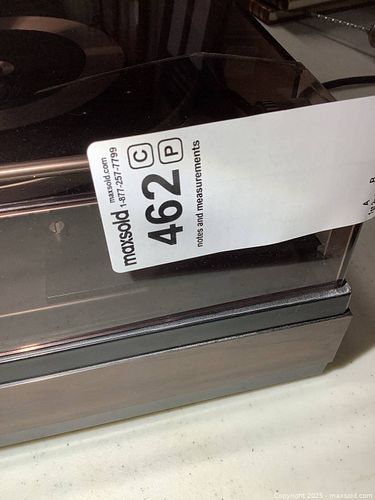 maxsold
maxsold.com
1-877-257-7799
462
C
P
notes and measurements
A
B
Copyright 2025 - maxsold.com